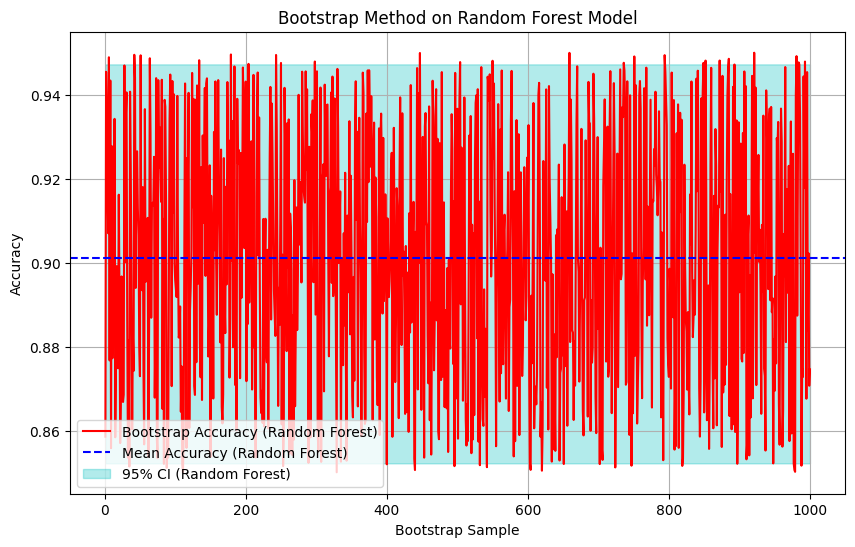 Bootstrap Method on Random Forest Model
Accuracy
0.94
0.92
0.90
0.88
0.86
Bootstrap Accuracy (Random Forest)
Mean Accuracy (Random Forest)
95% CI (Random Forest)
0
200
400
600
800
1000
Bootstrap Sample